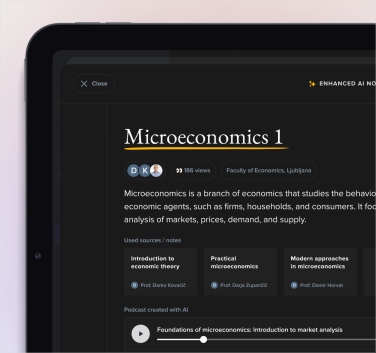 Close
✨ ENHANCED AI NO
Microeconomics 1
D K
👀 186 views
Faculty of Economics, Ljubljana
Microeconomics is a branch of economics that studies the behavio
economic agents, such as firms, households, and consumers. It foc
analysis of markets, prices, demand, and supply.
Used sources / notes
Introduction to
economic theory
D Prof. Darko Kovačič
Practical
microeconomics
D Prof. Darja Zupančič
Modern approaches
in microeconomics
D Prof. Damir Horvat
Podcast created with AI
Foundations of microeconomics: Introduction to market analysis